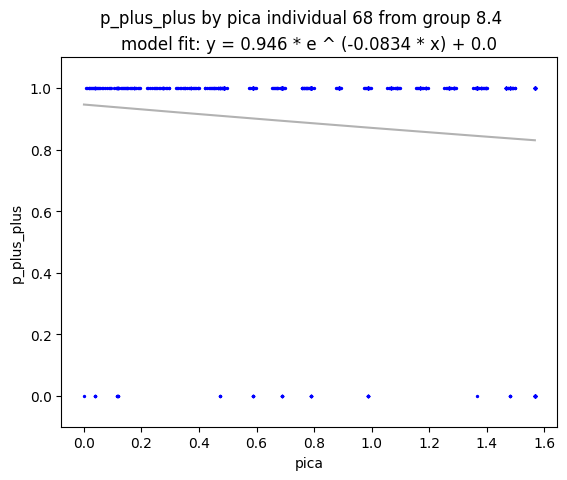 p_plus_plus by pica individual 68 from group 8.4
model fit: y = 0.946 * e ^ (-0.0834 * x) + 0.0
1.0
0.8
0.6
0.4
0.2
0.0
p_plus_plus
0.0 0.2 0.4 0.6 0.8 1.0 1.2 1.4 1.6
pica